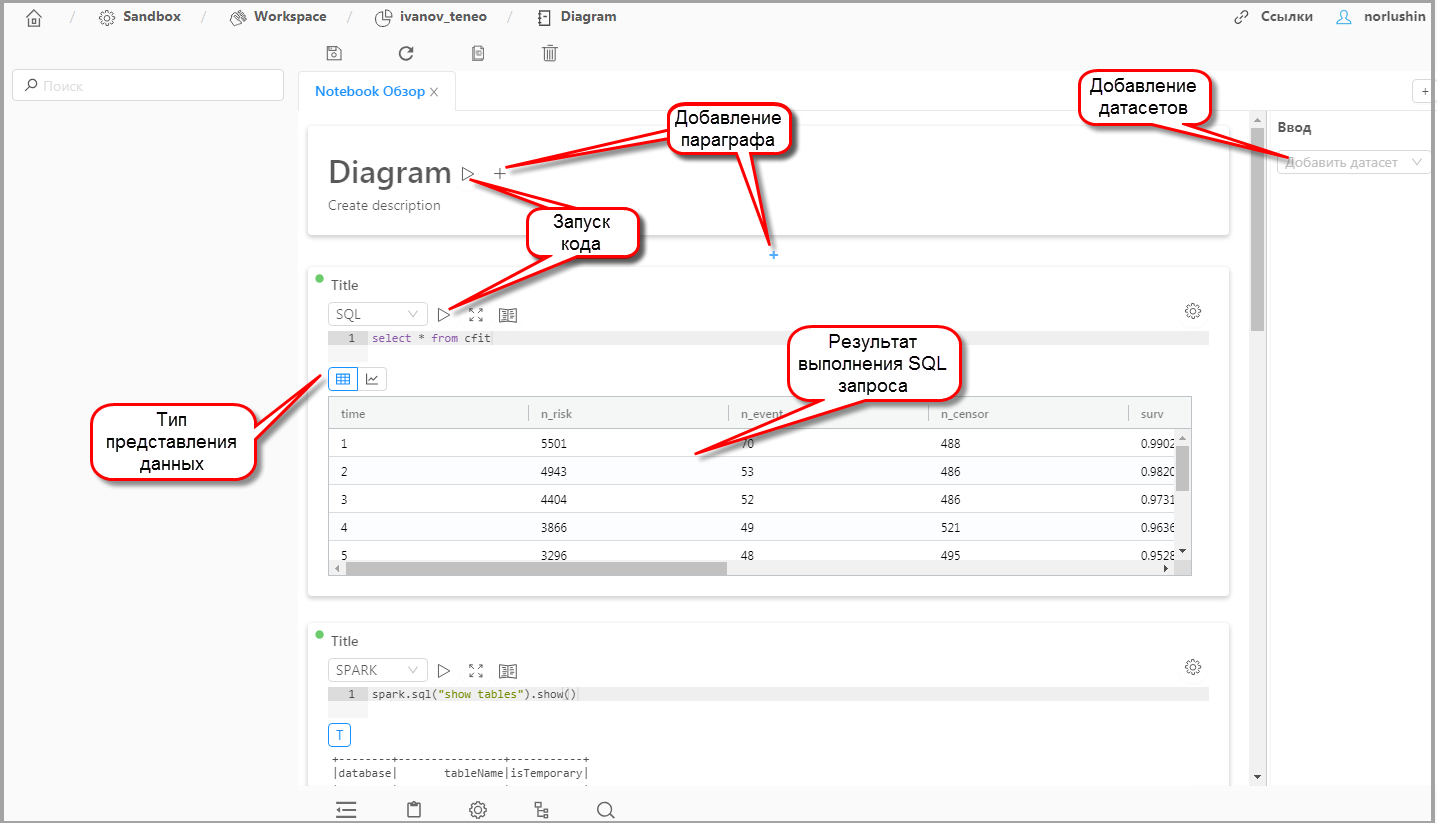 Sandbox / Workspace / ivanov_teneo / Diagram
Ссылки norlushin
Поиск
Notebook Обзор
Добавление
параграфа
Добавление
датасетов
Ввод
Добавить датасет
Diagram
Create description
Запуск
кода
Title
SQL
1 select * from cfit
Результат
выполнения SQL
запроса
Тип
представления
данных
time n_risk n_event n_censor surv
1 5501 70 488 0.9902
2 4943 53 486 0.9820
3 4404 52 486 0.9731
4 3866 49 521 0.9636
5 3296 48 495 0.9528
Title
SPARK
1 spark.sql("show tables").show()
T
+--------+---------------+-----------+
|database| tableName|isTemporary|